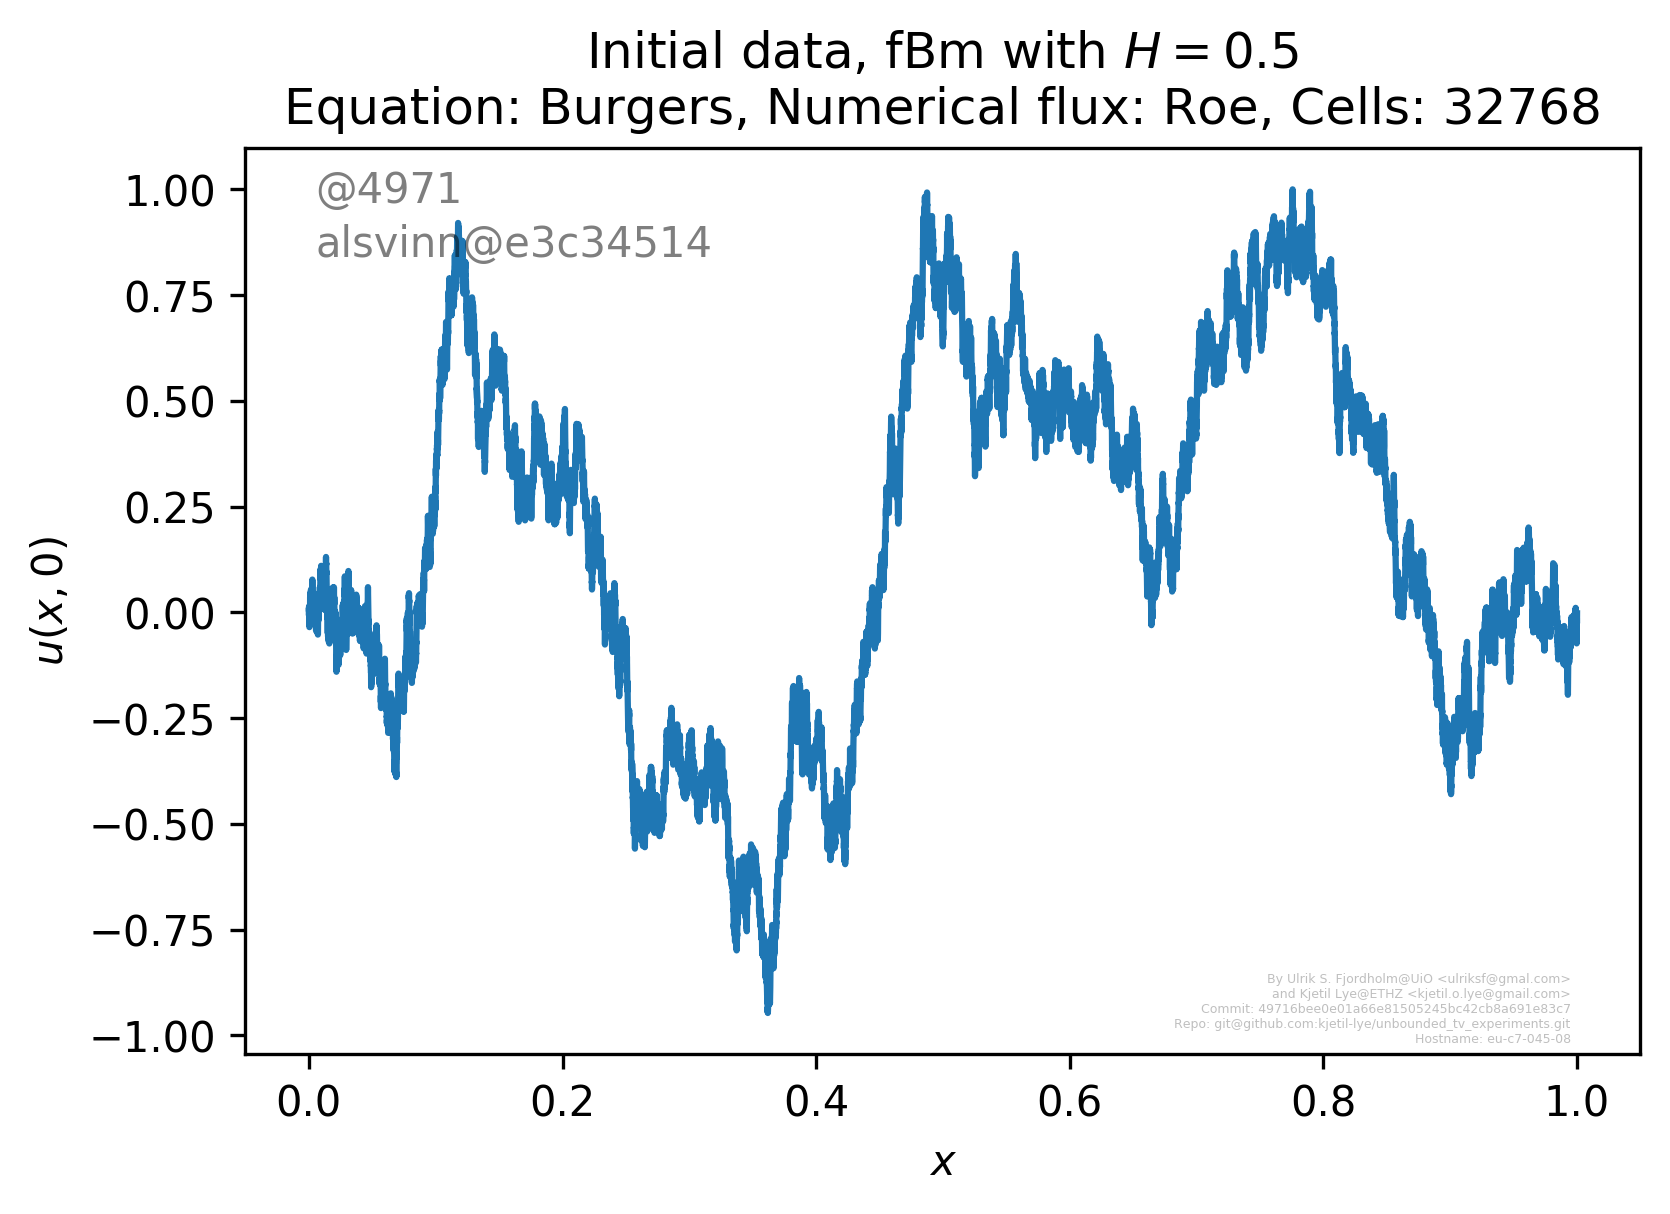 Initial data, fBm with H = 0.5
Equation: Burgers, Numerical flux: Roe, Cells: 32768
@4971
alsvinn@e3c34514
1.00
0.75
0.50
0.25
0.00
−0.25
−0.50
−0.75
−1.00
u(x, 0)
By Ulrik S. Fjordholm@UiO <ulriksf@gmal.com>
and Kjetil Lye@ETHZ <kjetil.o.lye@gmail.com>
Commit: 49716bee0e01a66e81505245bc42cb8a691e83c7
Repo: git@github.com:kjetil-lye/unbounded_tv_experiments.git
Hostname: eu-c7-045-08
0.0 0.2 0.4 0.6 0.8 1.0
x